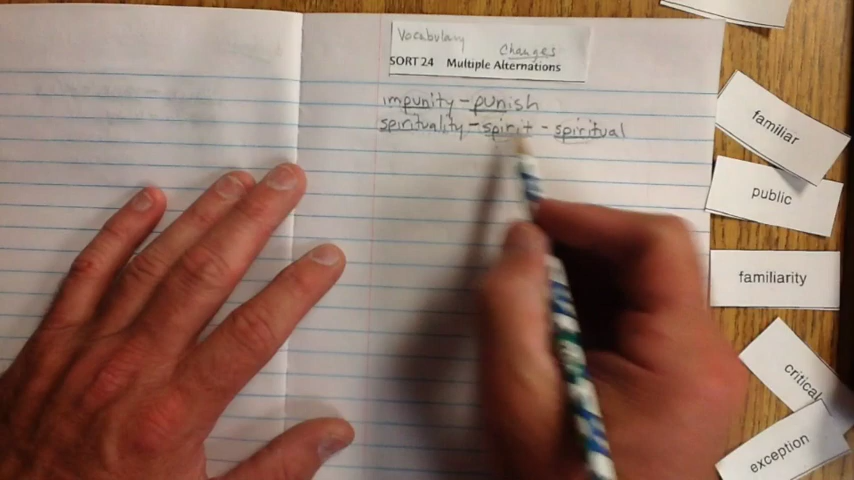 Vocabulary
Changes
SORT 24 Multiple Alternations
impunity - punish
spirituality - spirit - spiritual
familiar
public
familiarity
critical
exception